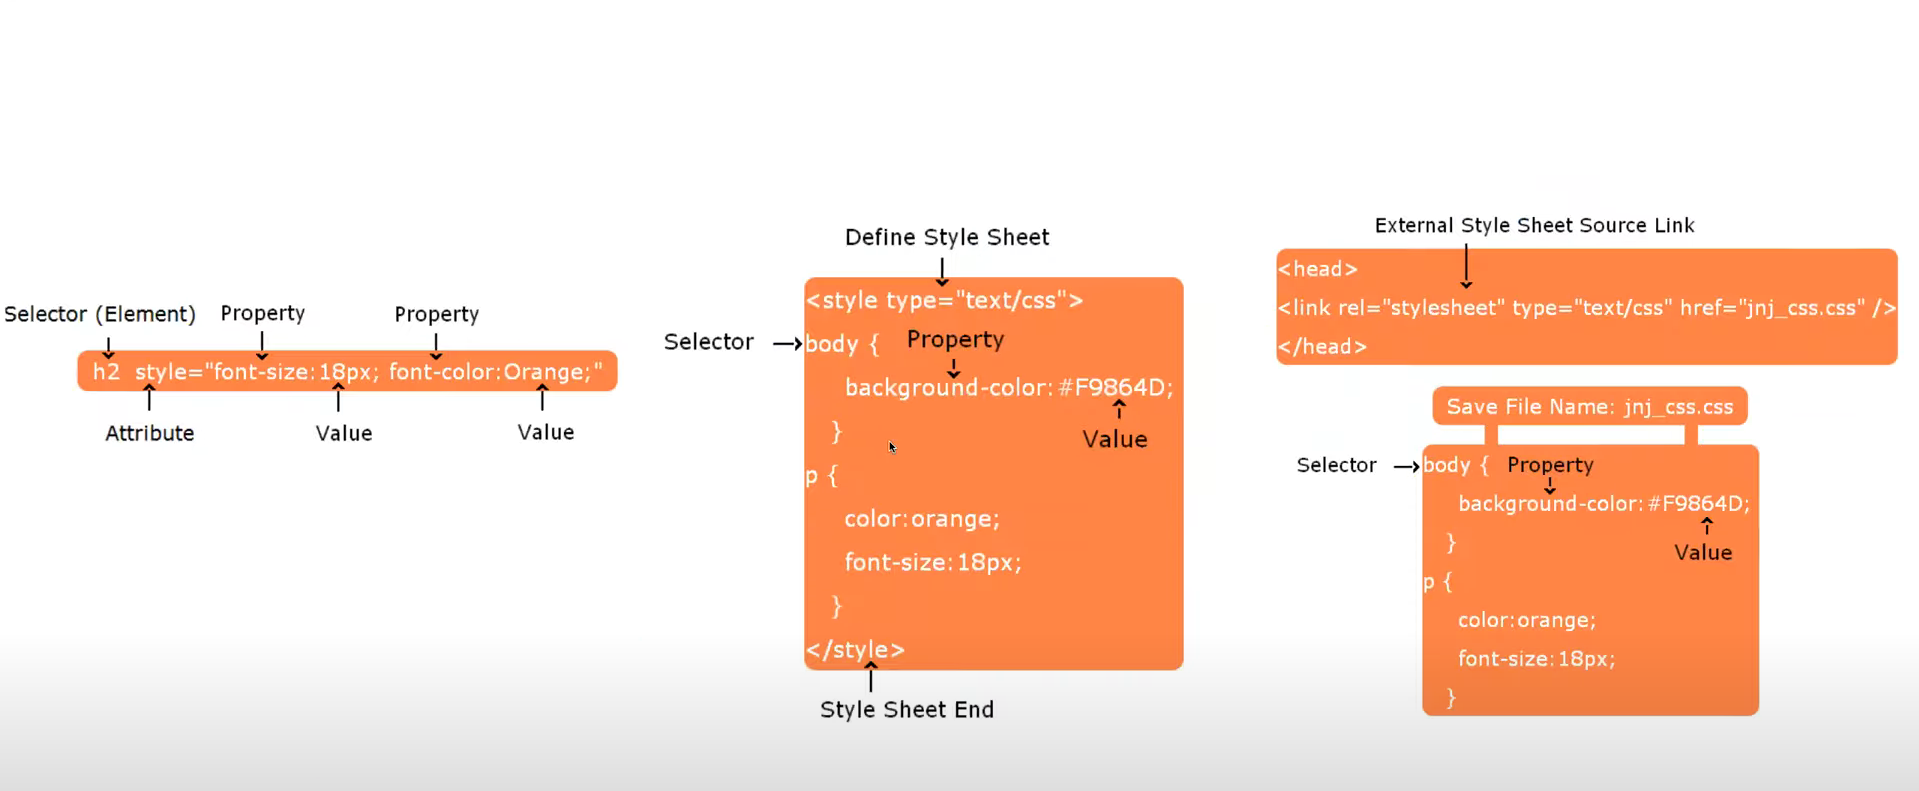 Selector (Element)
Property
Property
h2 style="font-size:18px; font-color:Orange;"
Attribute
Value
Value
Define Style Sheet
<style type="text/css">
Selector
body {
Property
background-color:#F9864D;
}
Value
p {
color:orange;
font-size:18px;
}
</style>
Style Sheet End
External Style Sheet Source Link
<head>
<link rel="stylesheet" type="text/css" href="jnj_css.css" />
</head>
Save File Name: jnj_css.css
Selector
body {
Property
background-color:#F9864D;
}
Value
p {
color:orange;
font-size:18px;
}